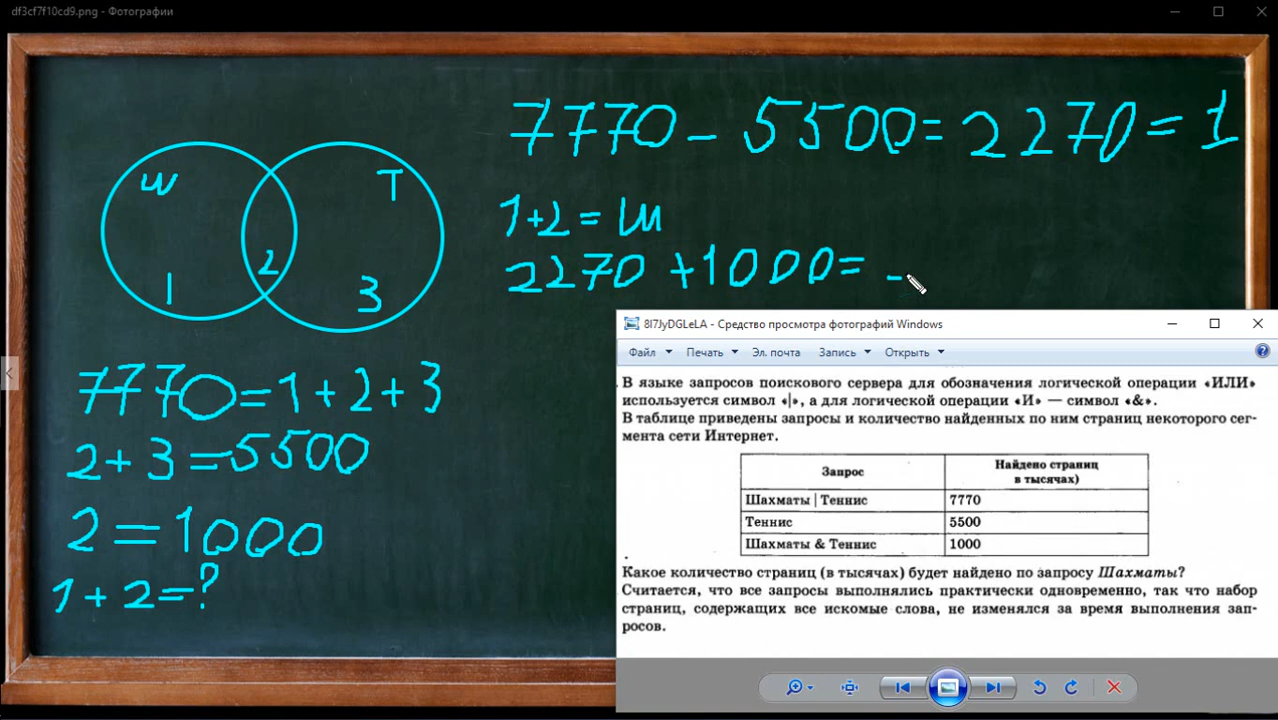 df3cf7f10cd9.png - Фотографии
7770 - 5500 = 2270 = 1
Ш
Т
1
2
3
1+2 = Ш
2270 + 1000 = -
7770 = 1 + 2 + 3
2 + 3 = 5500
2 = 1000
1 + 2 = ?
8I7JyDGLeLA - Средство просмотра фотографий Windows
Файл Печать Эл. почта Запись Открыть
В языке запросов поискового сервера для обозначения логической операции «ИЛИ»
используется символ «|», а для логической операции «И» — символ «&».
В таблице приведены запросы и количество найденных по ним страниц некоторого сег-
мента сети Интернет.
Запрос
Найдено страниц
в тысячах)
Шахматы | Теннис 7770
Теннис 5500
Шахматы & Теннис 1000
Какое количество страниц (в тысячах) будет найдено по запросу Шахматы?
Считается, что все запросы выполнялись практически одновременно, так что набор
страниц, содержащих все искомые слова, не изменялся за время выполнения зап-
росов.